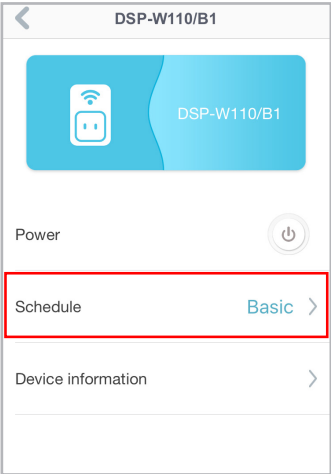 DSP-W110/B1
DSP-W110/B1
Power
Schedule Basic
Device information